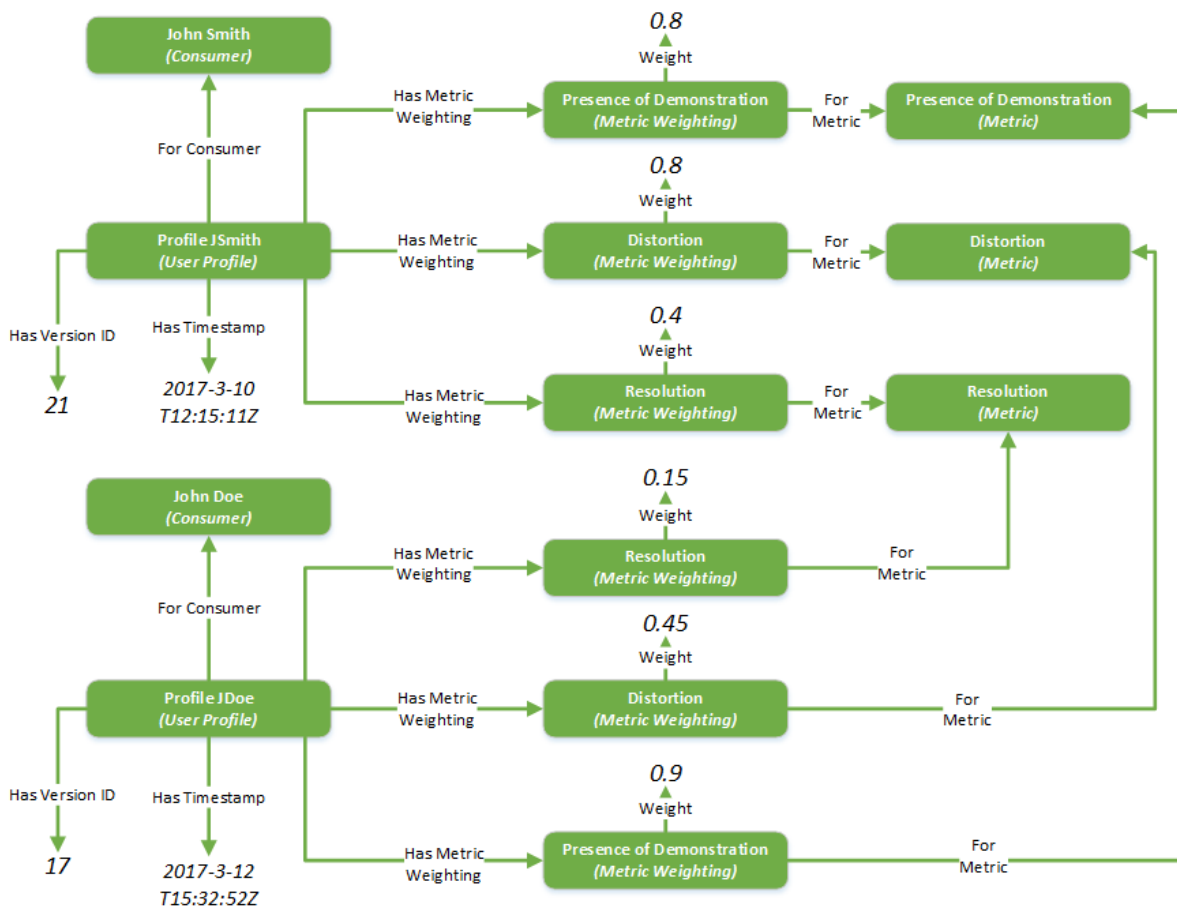 John Smith
(Consumer)
0.8
Weight
Has Metric
Weighting
Presence of Demonstration
(Metric Weighting)
For
Metric
Presence of Demonstration
(Metric)
For Consumer
0.8
Weight
Profile JSmith
(User Profile)
Has Metric
Weighting
Distortion
(Metric Weighting)
For
Metric
Distortion
(Metric)
Has Version ID
21
Has Timestamp
2017-3-10
T12:15:11Z
0.4
Weight
Has Metric
Weighting
Resolution
(Metric Weighting)
For
Metric
Resolution
(Metric)
John Doe
(Consumer)
0.15
Weight
Has Metric
Weighting
Resolution
(Metric Weighting)
For
Metric
For Consumer
0.45
Weight
Profile JDoe
(User Profile)
Has Metric
Weighting
Distortion
(Metric Weighting)
For
Metric
Has Version ID
17
Has Timestamp
2017-3-12
T15:32:52Z
0.9
Weight
Has Metric
Weighting
Presence of Demonstration
(Metric Weighting)
For
Metric